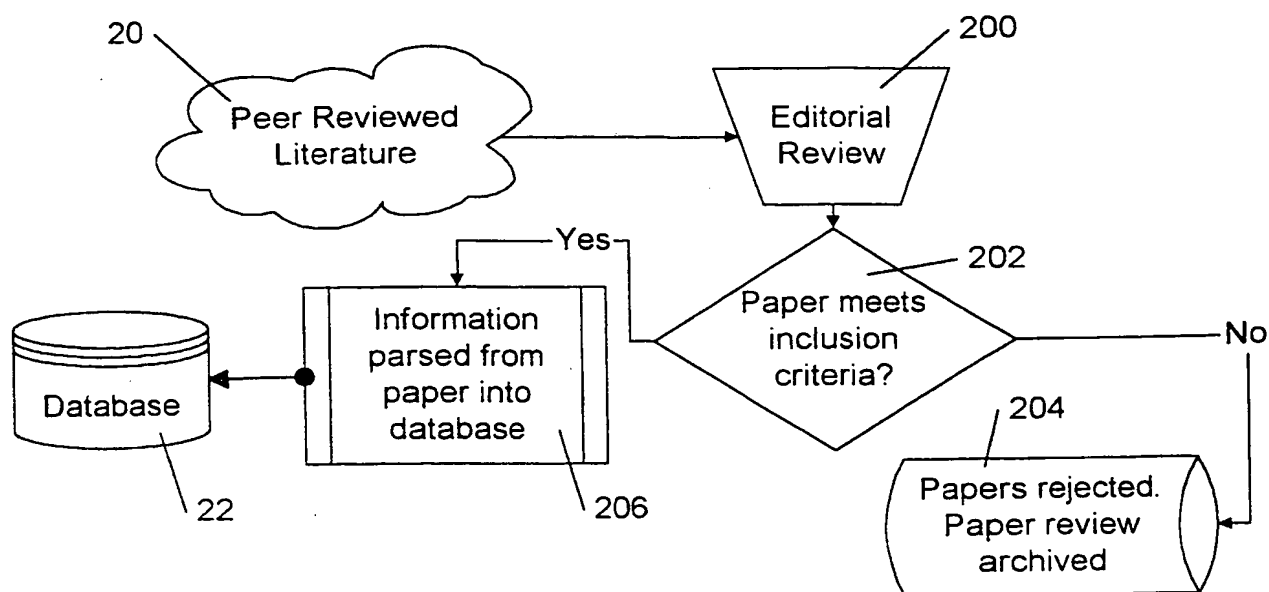 20
200
Peer Reviewed
Literature
Editorial
Review
Yes
202
Paper meets
inclusion
criteria?
No
Information
parsed from
paper into
database
Database
204
Papers rejected.
Paper review
archived
22
206